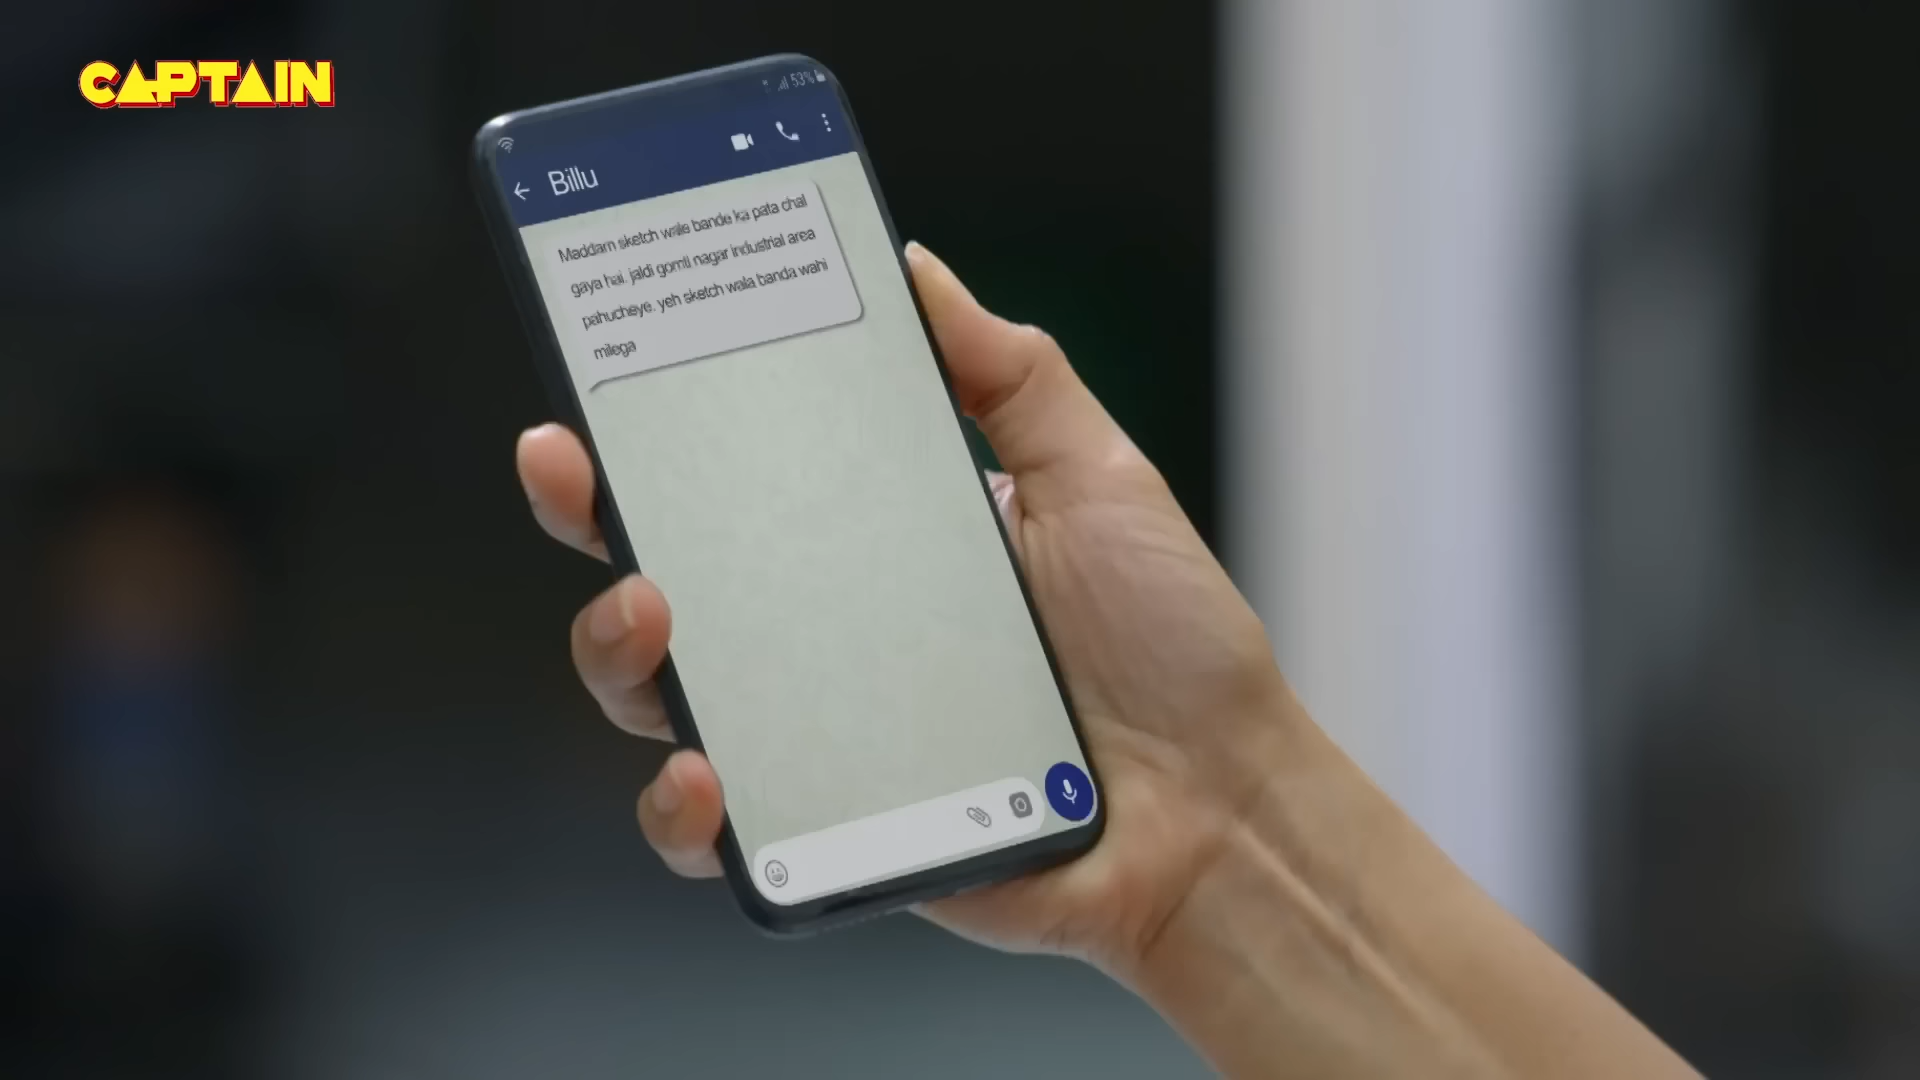 CAPTAIN
53%
Billu
Maddam sketch wale bande ka pata chal
gaya hai. jaldi gomti nagar industrial area
pahucheye. yeh sketch wala banda wahi
milega